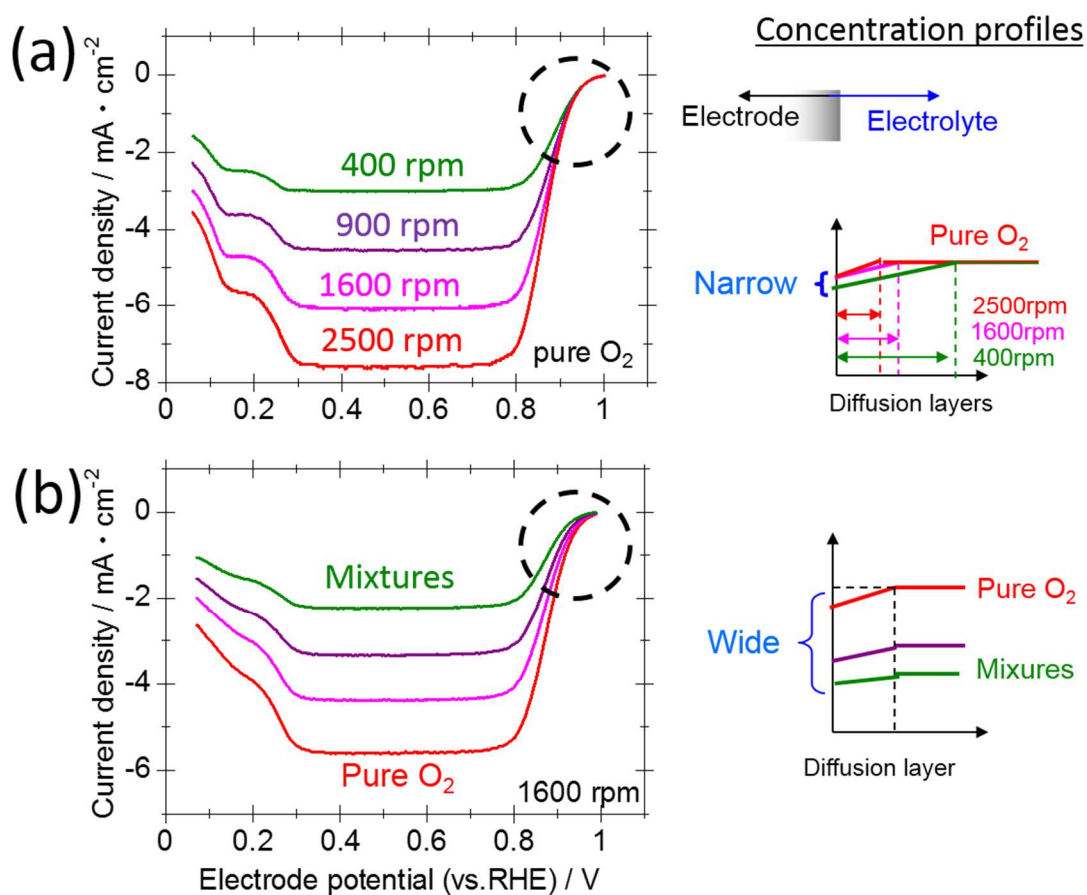 (a)
Current density / mA・cm-2
0
-2
-4
-6
-8
0
0.2
0.4
0.6
0.8
1
400 rpm
900 rpm
1600 rpm
2500 rpm
pure O2
Concentration profiles
Electrode
Electrolyte
Pure O2
Narrow
2500rpm
1600rpm
400rpm
Diffusion layers
(b)
Current density / mA・cm-2
0
-2
-4
-6
0
0.2
0.4
0.6
0.8
1
Mixtures
Pure O2
1600 rpm
Electrode potential (vs.RHE) / V
Pure O2
Wide
Mixtures
Diffusion layer